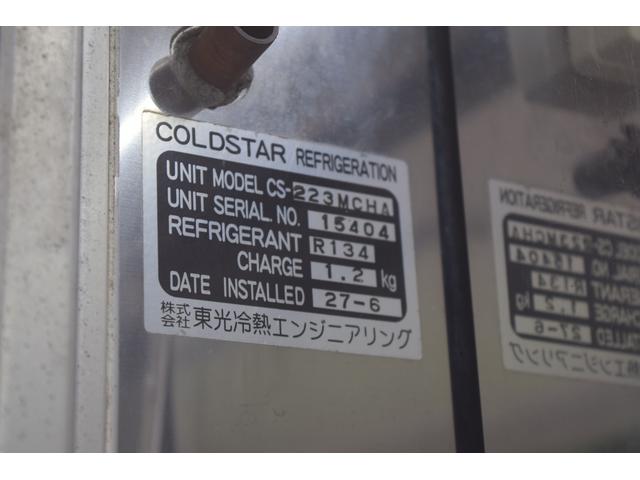 COLDSTAR REFRIGERATION
UNIT MODEL CS-223MCHA
UNIT SERIAL NO. 15404
REFRIGERANT R134
CHARGE 1.2 kg
DATE INSTALLED 27-6
株式会社 東光冷熱エンジニアリング